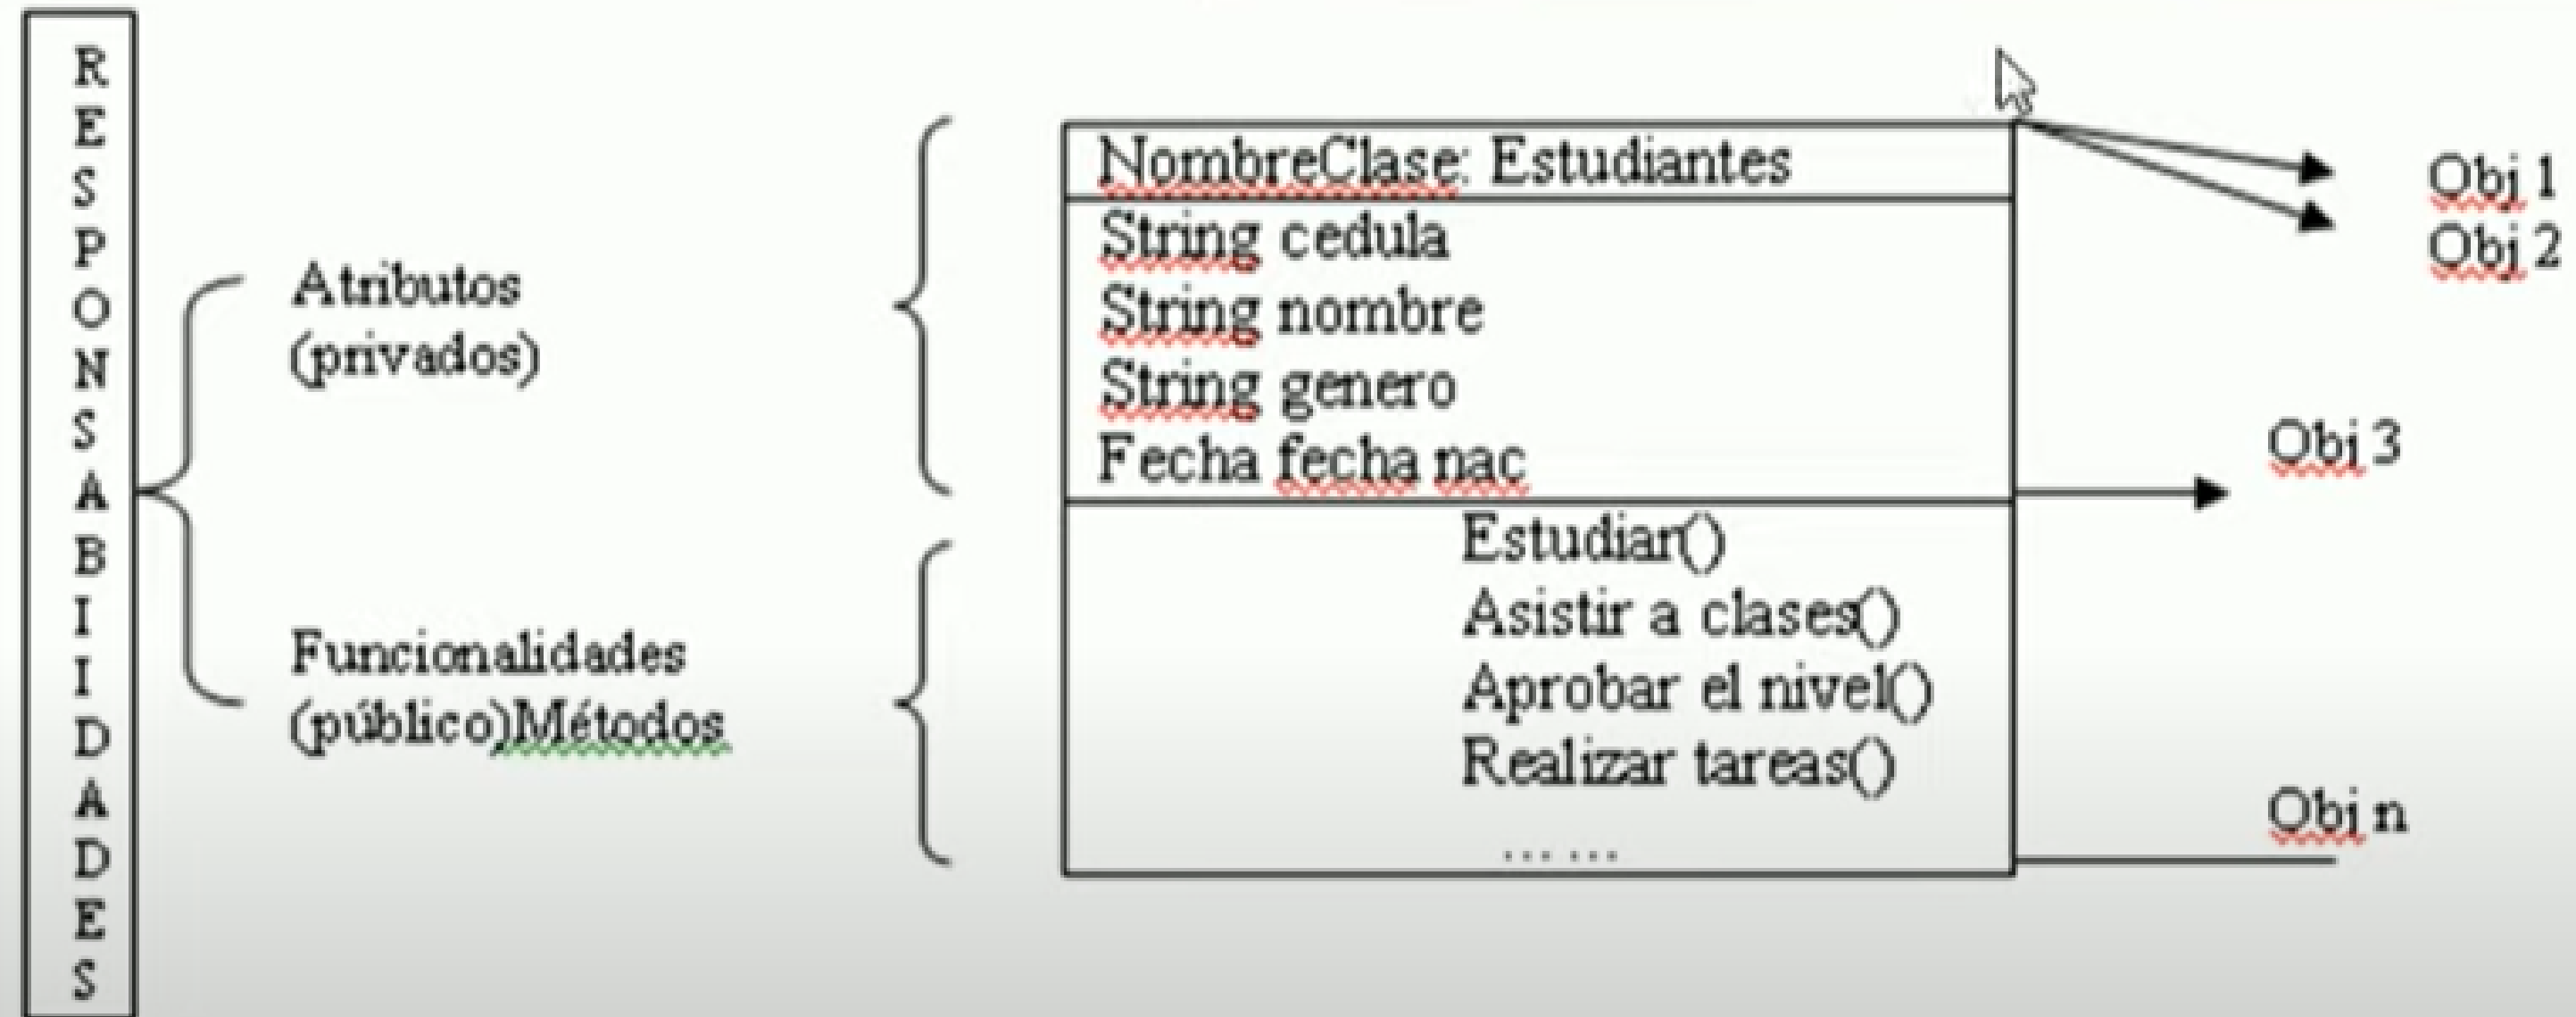 RESPONSABIIDADES
Atributos
(privados)
Funcionalidades
(público)Métodos
NombreClase: Estudiantes
String cedula
String nombre
String genero
Fecha fecha nac
Estudiar()
Asistir a clases()
Aprobar el nivel()
Realizar tareas()
... ...
Obj 1
Obj 2
Obj 3
Obj n